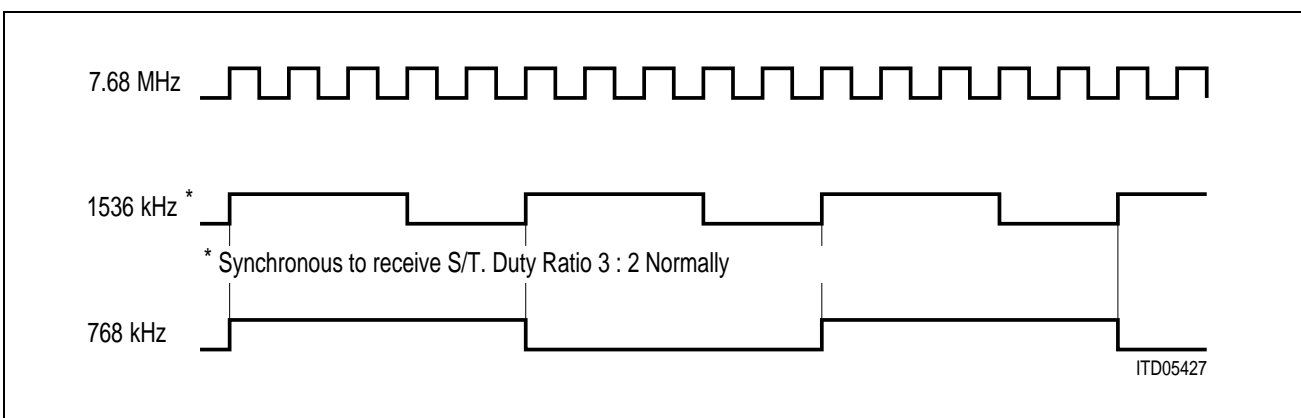 7.68 MHz
1536 kHz *
* Synchronous to receive S/T. Duty Ratio 3 : 2 Normally
768 kHz
ITD05427